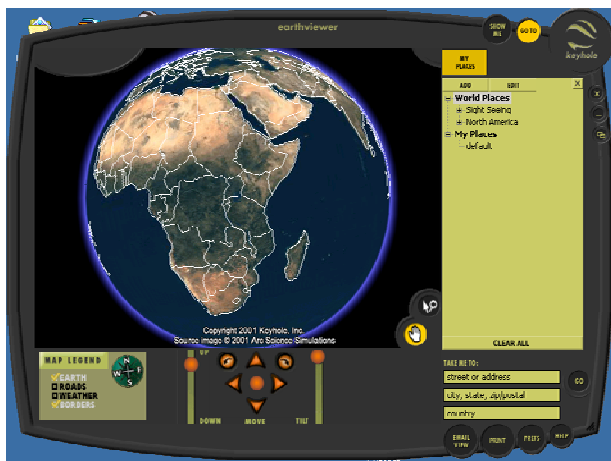 earthviewer
SHOW ME
GO TO
keyhole
MY PLACES
ADD EDIT X
World Places
Sight Seeing
North America
My Places
default
Copyright 2001 Keyhole, Inc.
Source image © 2001 Arc Science Simulations
CLEAR ALL
MAP LEGEND
N
W E
S
EARTH
ROADS
WEATHER
BORDERS
UP
DOWN MOVE TILT
TAKE ME TO:
street or address
GO
city, state, zip/postal
country
EMAIL VIEW
PRINT
PREFS
HELP